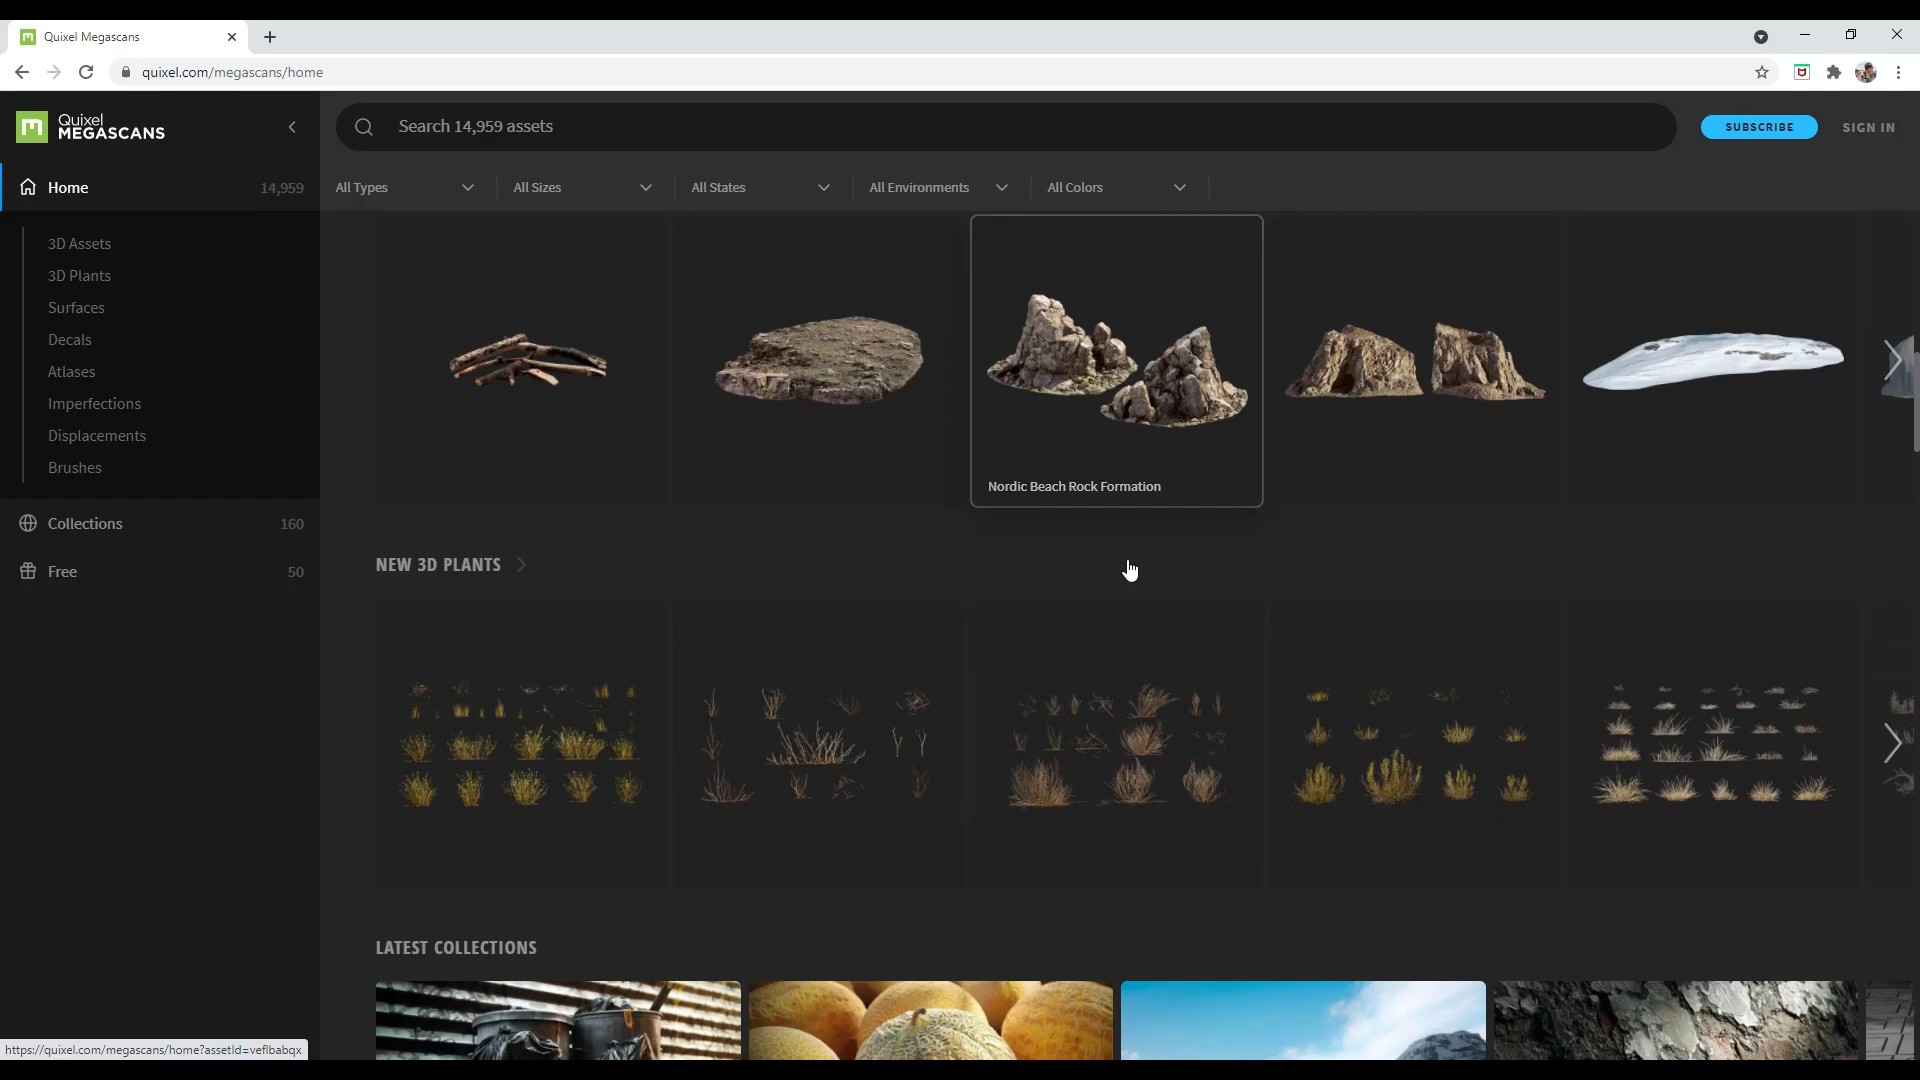 Quixel Megascans
quixel.com/megascans/home
Quixel
MEGASCANS
Search 14,959 assets
SUBSCRIBE
SIGN IN
Home 14,959
All Types
All Sizes
All States
All Environments
All Colors
3D Assets
3D Plants
Surfaces
Decals
Atlases
Imperfections
Displacements
Brushes
Collections 160
Free 50
Nordic Beach Rock Formation
NEW 3D PLANTS
LATEST COLLECTIONS
https://quixel.com/megascans/home?assetId=veflbabqx